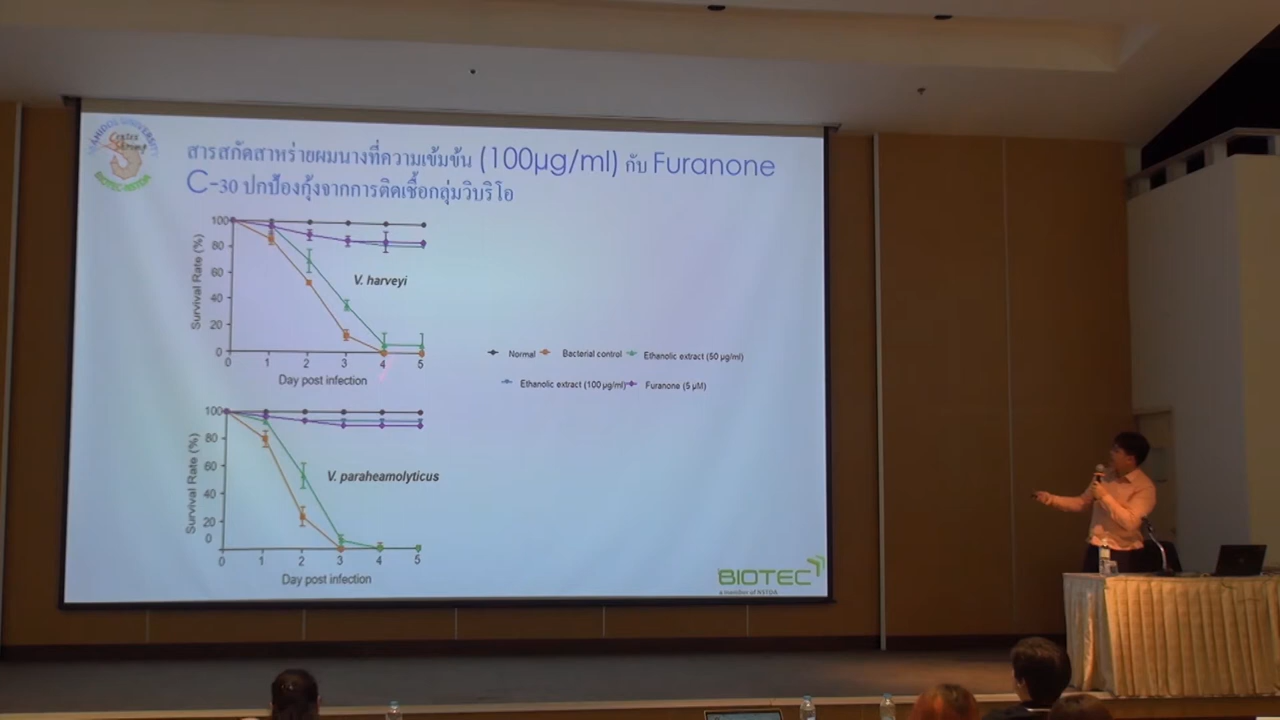 MAHIDOL UNIVERSITY
Centex
Shrimp
BIOTEC-NSTDA
สารสกัดสาหร่ายผมนางที่ความเข้มข้น (100µg/ml) กับ Furanone
C-30 ปกป้องกุ้งจากการติดเชื้อกลุ่มวิบริโอ
Survival Rate (%)
100
80
60
40
20
0
V. harveyi
0 1 2 3 4 5
Day post infection
Normal Bacterial control Ethanolic extract (50 µg/ml)
Ethanolic extract (100 µg/ml) Furanone (5 µM)
Survival Rate (%)
100
80
60
40
20
0
V. paraheamolyticus
0 1 2 3 4 5
Day post infection
BIOTEC
a member of NSTDA